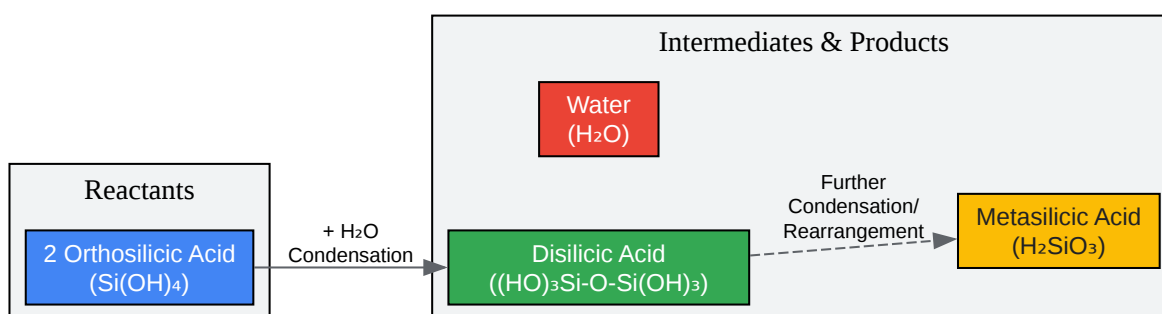 Intermediates & Products
Water
(H₂O)
Reactants
2 Orthosilicic Acid
(Si(OH)₄)
+ H₂O
Condensation
Disilicic Acid
((HO)₃Si-O-Si(OH)₃)
Further
Condensation/
Rearrangement
Metasilicic Acid
(H₂SiO₃)